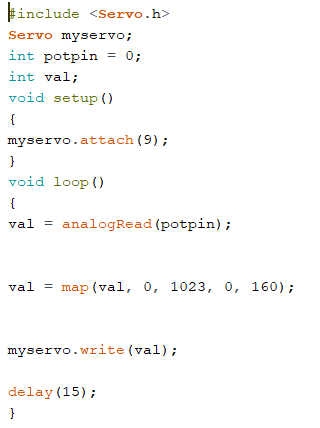 #include <Servo.h>
Servo myservo;
int potpin = 0;
int val;
void setup()
{
myservo.attach(9);
}
void loop()
{
val = analogRead(potpin);
val = map(val, 0, 1023, 0, 160);
myservo.write(val);
delay(15);
}